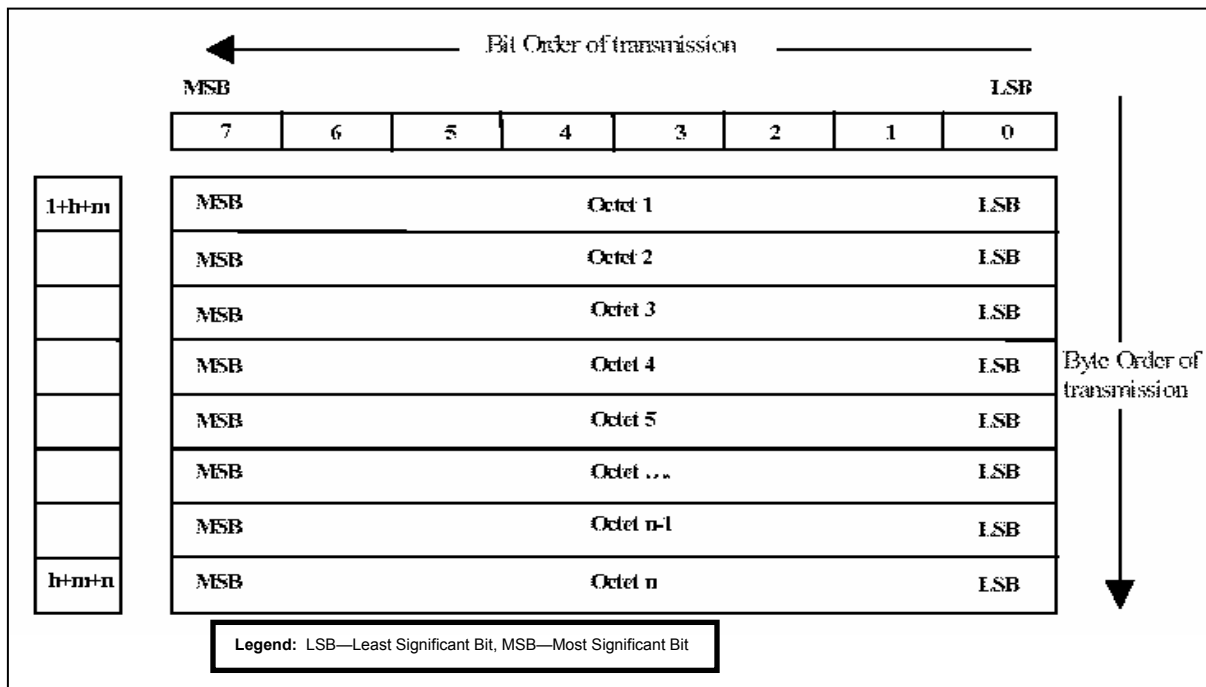 Bit Order of transmission
MSB LSB
7 6 5 4 3 2 1 0
1+h+m MSB Octet 1 LSB
MSB Octet 2 LSB
MSB Octet 3 LSB
MSB Octet 4 LSB
Byte Order of
transmission
MSB Octet 5 LSB
MSB Octet ... LSB
MSB Octet n-1 LSB
h+m+n MSB Octet n LSB
Legend: LSB—Least Significant Bit, MSB—Most Significant Bit